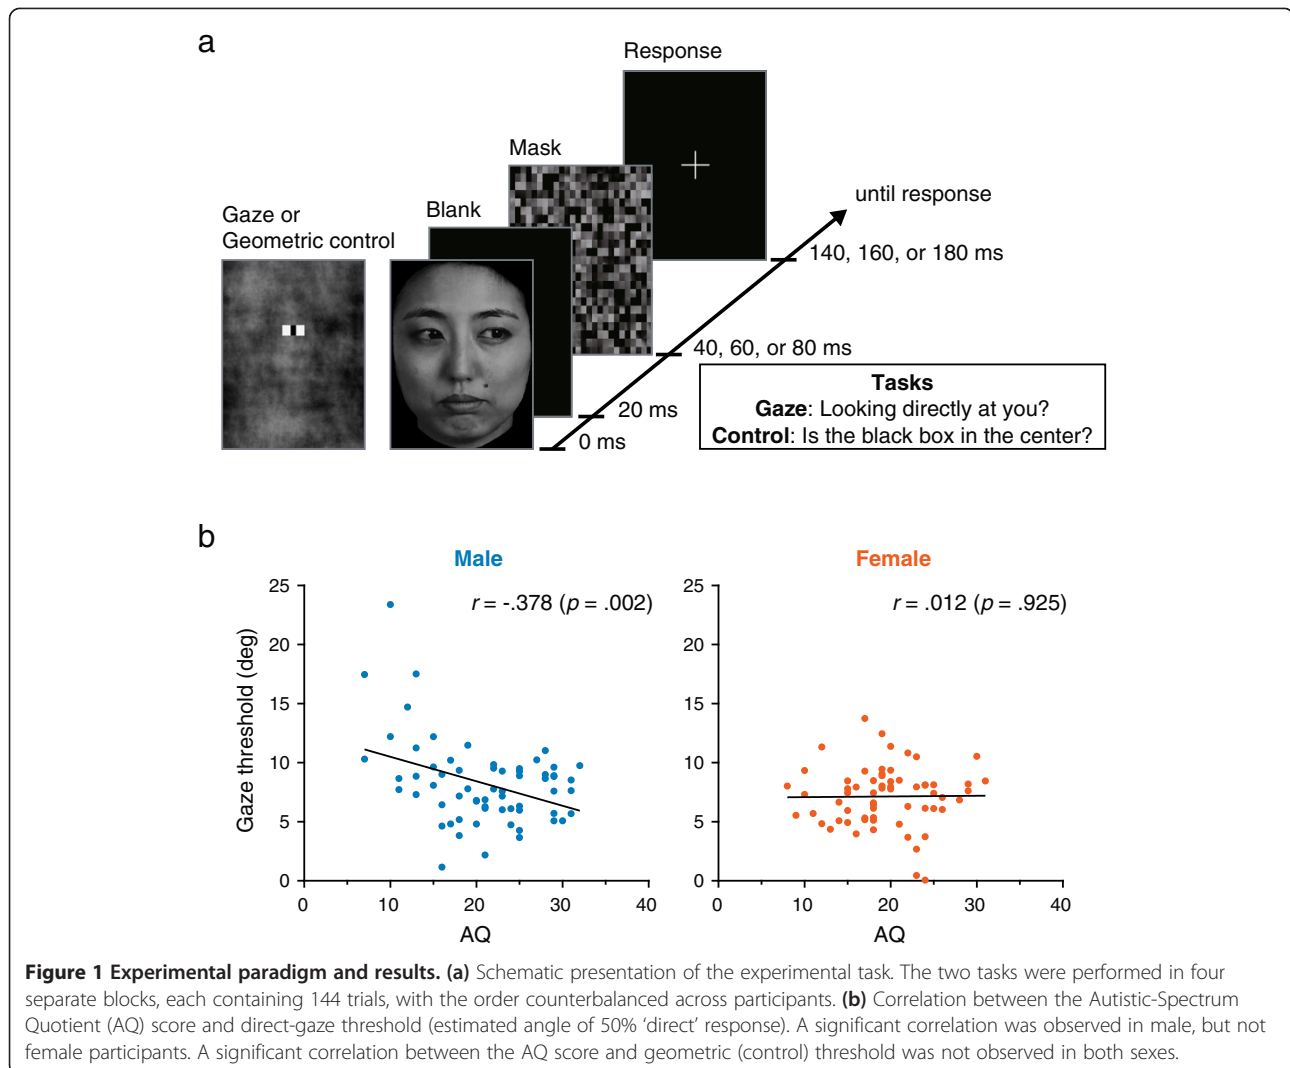 a
Response
Mask
Blank
Gaze or
Geometric control
until response
140, 160, or 180 ms
40, 60, or 80 ms
20 ms
0 ms
Tasks
Gaze: Looking directly at you?
Control: Is the black box in the center?
b
Male
r = -.378 (p = .002)
Gaze threshold (deg)
25
20
15
10
5
0
0 10 20 30 40
AQ
Female
r = .012 (p = .925)
25
20
15
10
5
0
0 10 20 30 40
AQ
Figure 1 Experimental paradigm and results. (a) Schematic presentation of the experimental task. The two tasks were performed in four
separate blocks, each containing 144 trials, with the order counterbalanced across participants. (b) Correlation between the Autistic-Spectrum
Quotient (AQ) score and direct-gaze threshold (estimated angle of 50% ‘direct’ response). A significant correlation was observed in male, but not
female participants. A significant correlation between the AQ score and geometric (control) threshold was not observed in both sexes.